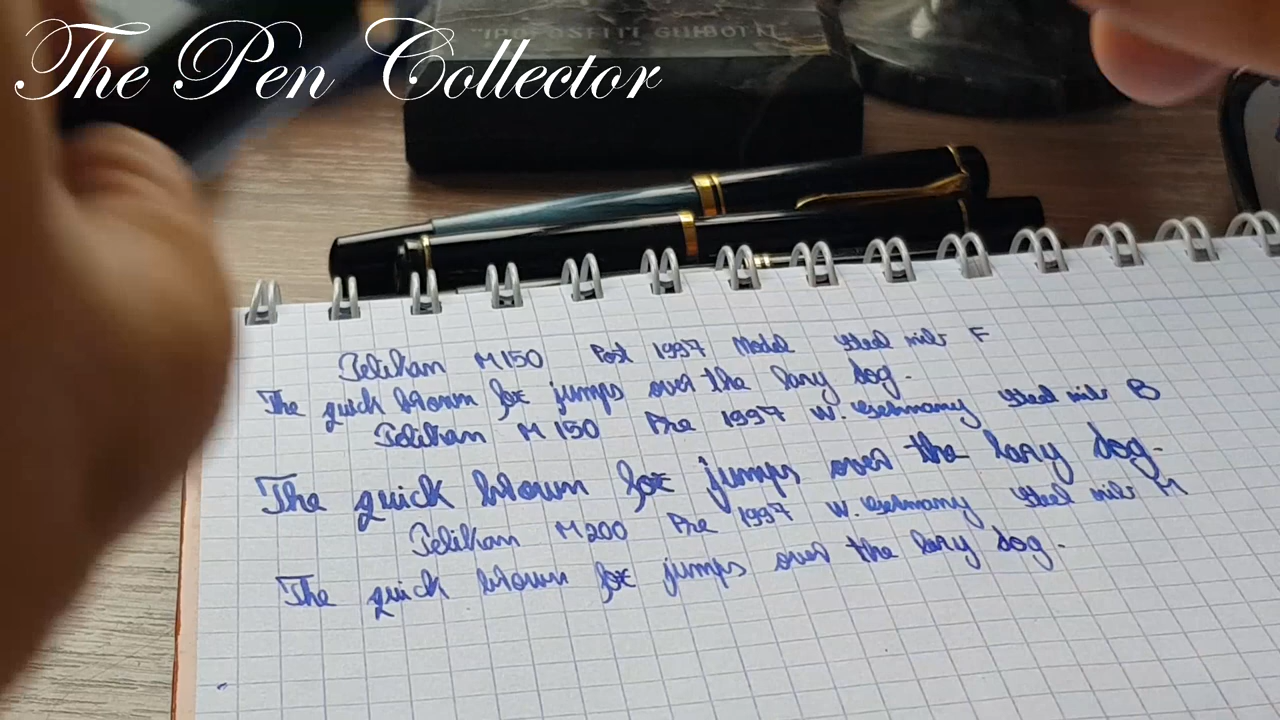 The Pen Collector
Pelikan M150 Post 1997 Model Steel nib F
The quick brown fox jumps over the lazy dog.
Pelikan M150 Pre 1997 W. Germany Steel nib B
The quick brown fox jumps over the lazy dog.
Pelikan M200 Pre 1997 W. Germany Steel nib M
The quick brown fox jumps over the lazy dog.